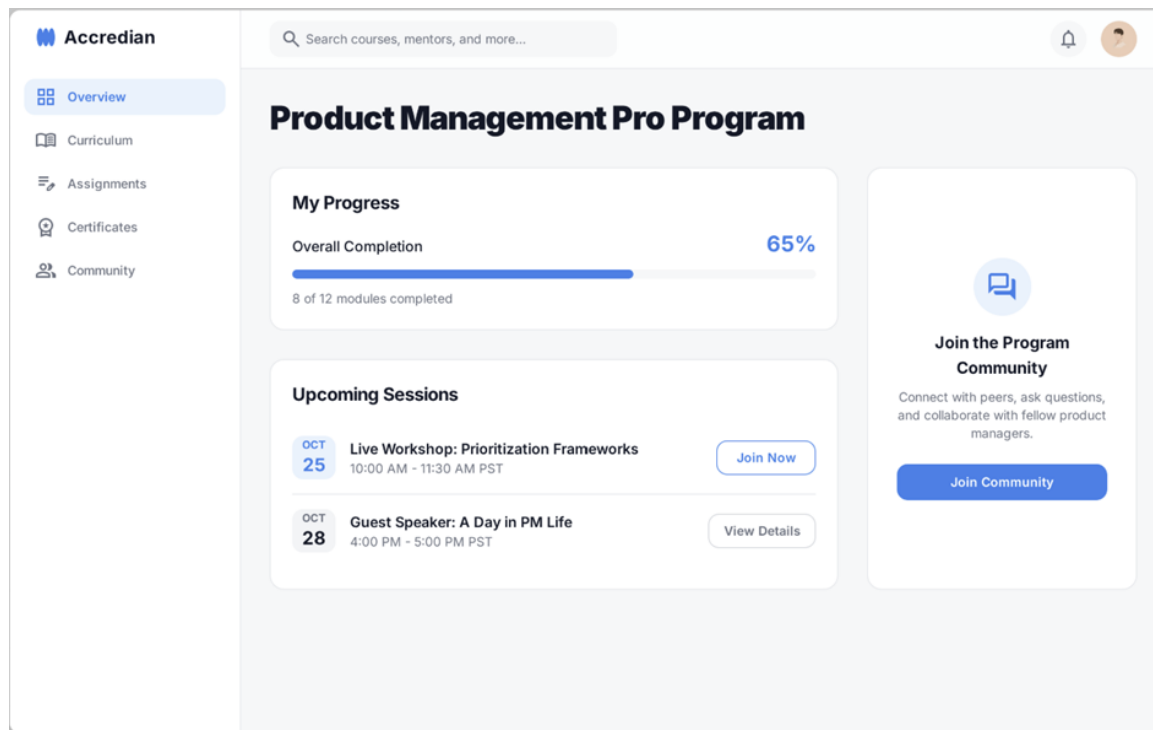 Accredian
Search courses, mentors, and more...
Overview
Curriculum
Assignments
Certificates
Community
Product Management Pro Program
My Progress
Overall Completion
65%
8 of 12 modules completed
Upcoming Sessions
OCT
25
Live Workshop: Prioritization Frameworks
10:00 AM - 11:30 AM PST
Join Now
OCT
28
Guest Speaker: A Day in PM Life
4:00 PM - 5:00 PM PST
View Details
Join the Program
Community
Connect with peers, ask questions,
and collaborate with fellow product
managers.
Join Community